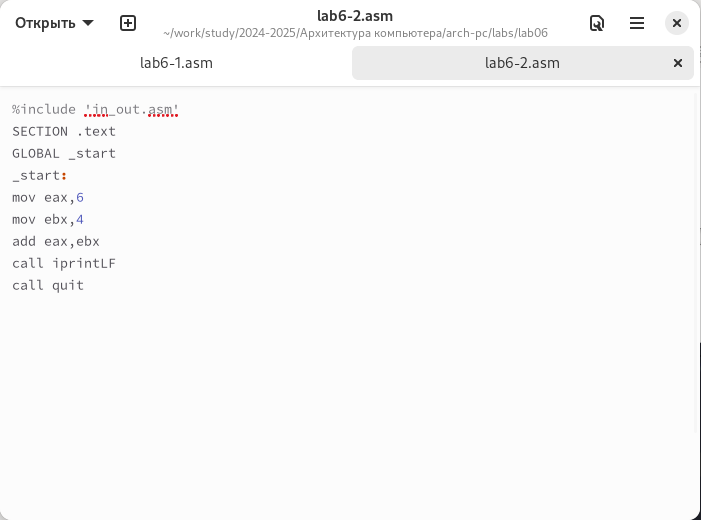 Открыть
lab6-2.asm
~/work/study/2024-2025/Архитектура компьютера/arch-pc/labs/lab06
lab6-1.asm
lab6-2.asm
%include 'in_out.asm'
SECTION .text
GLOBAL _start
_start:
mov eax,6
mov ebx,4
add eax,ebx
call iprintLF
call quit